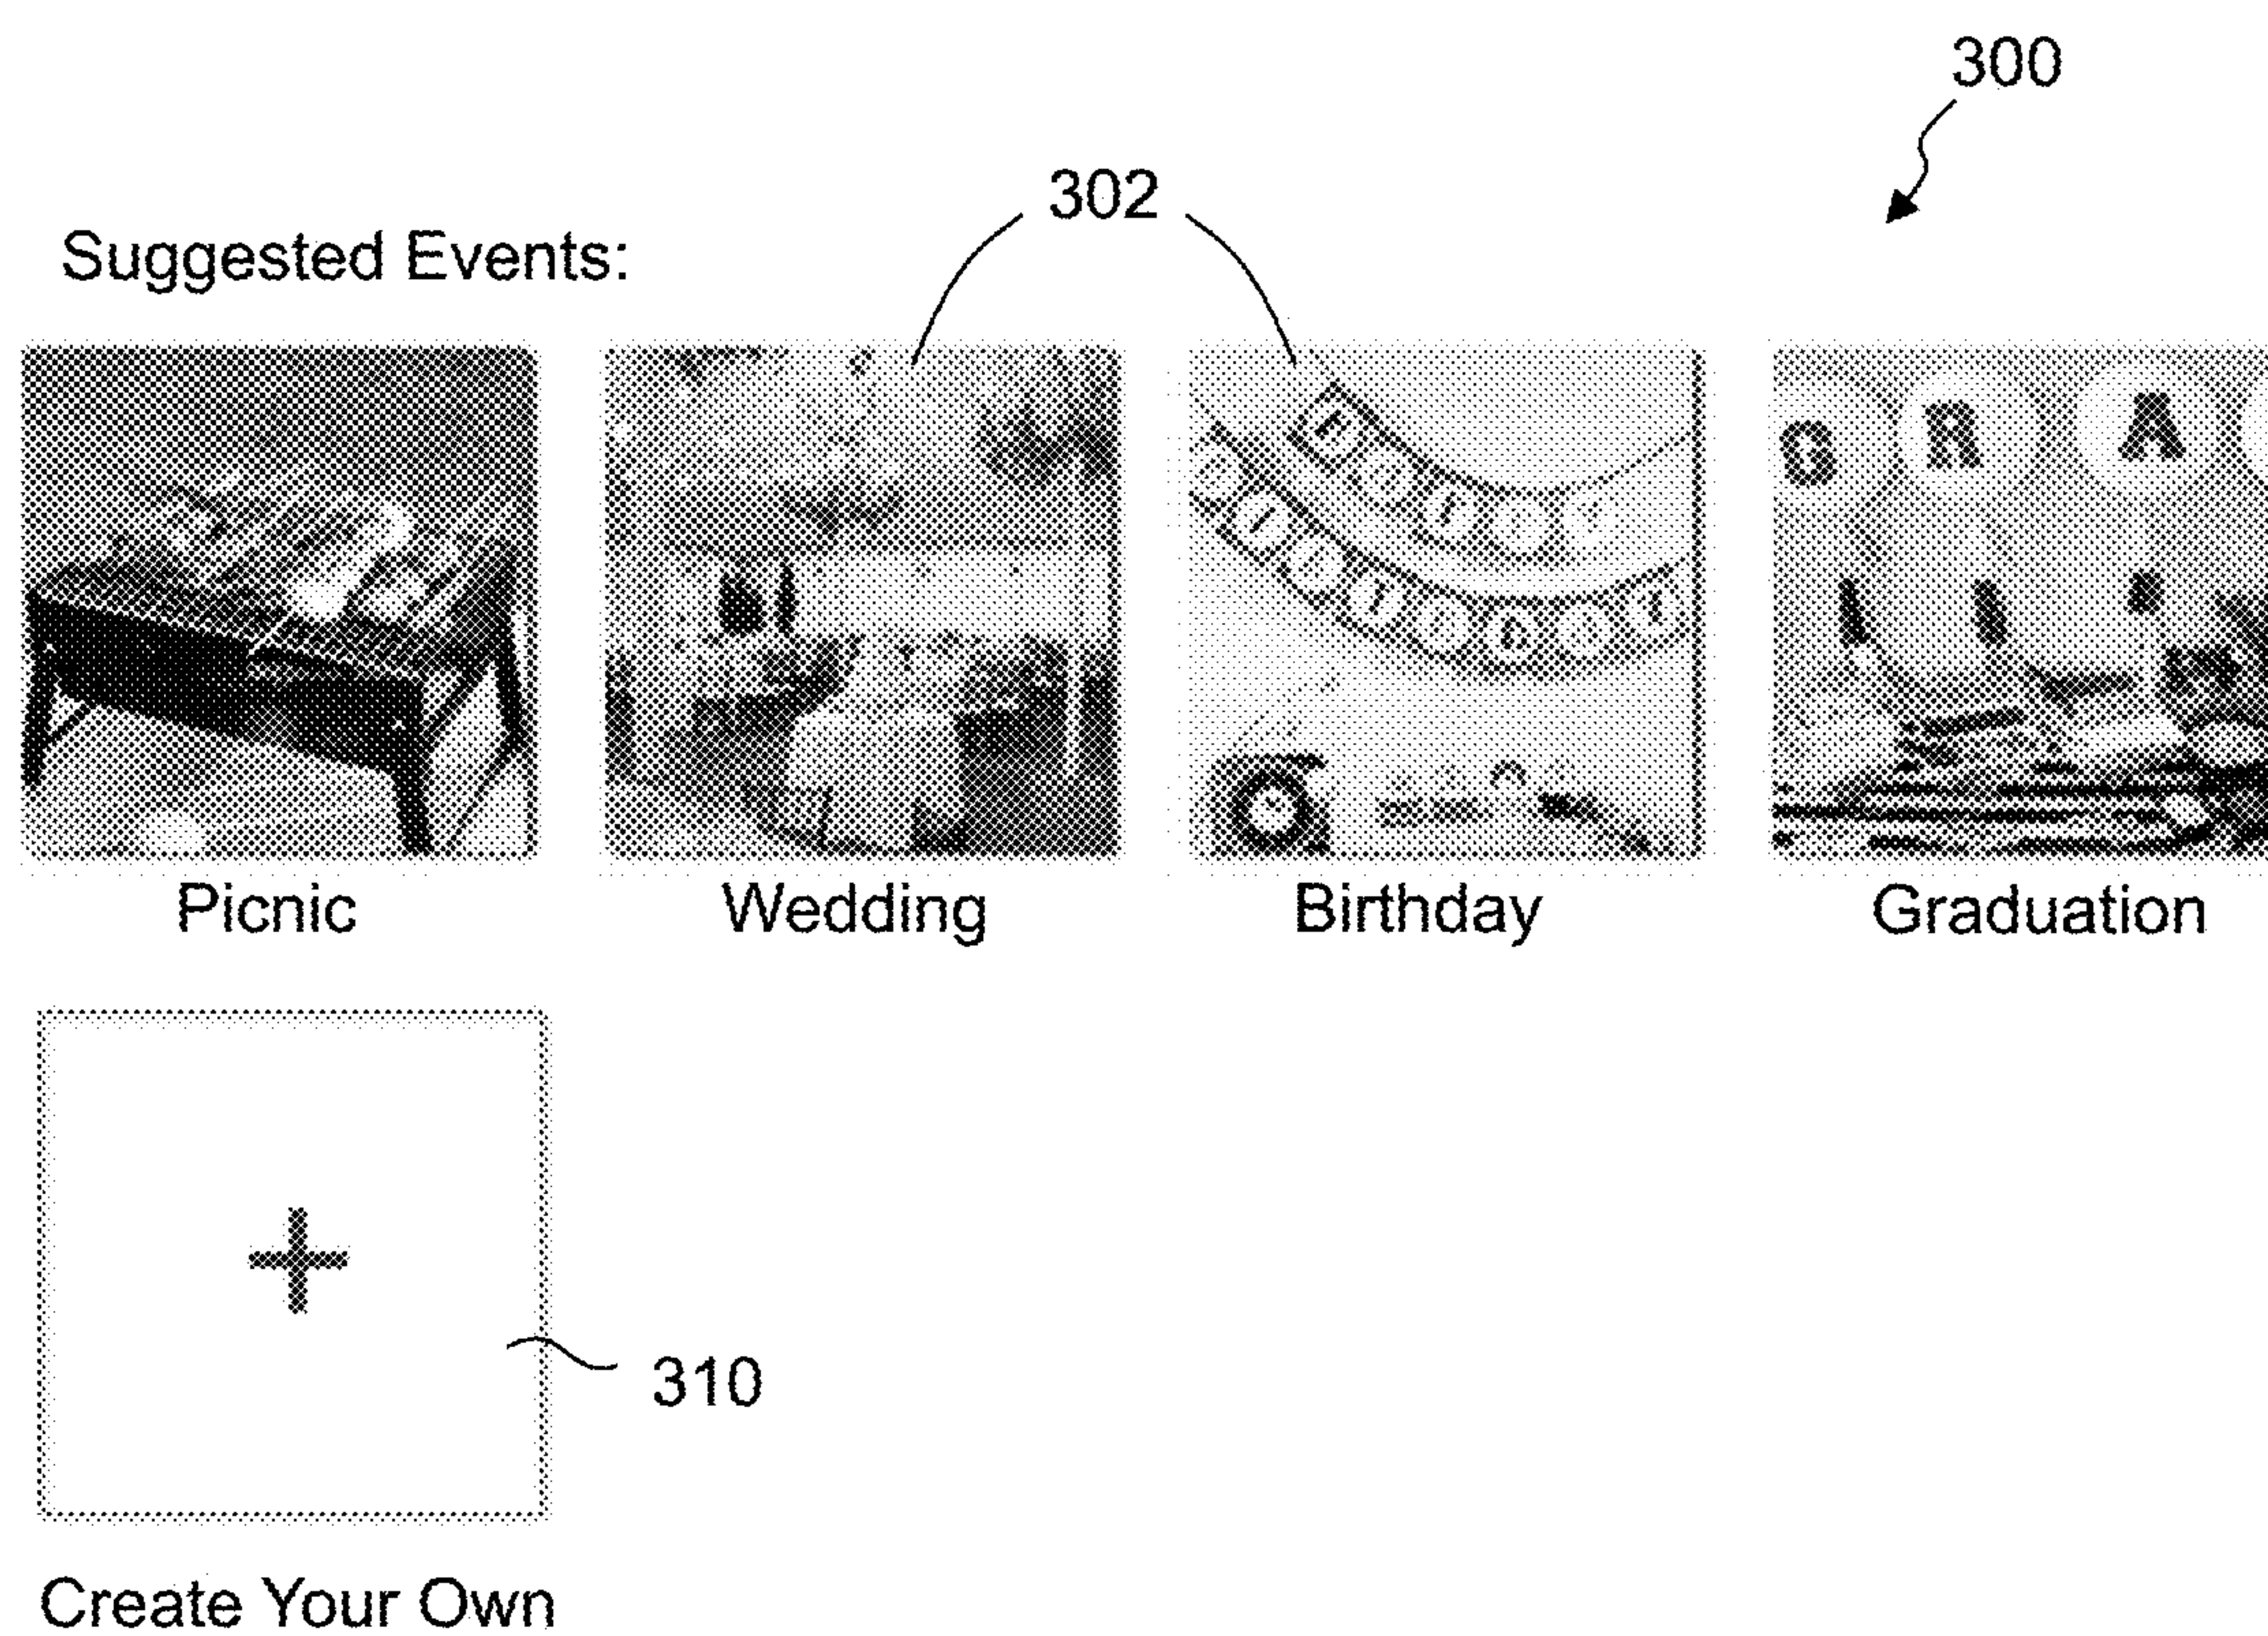 300
302
Suggested Events:
G R A
Picnic Wedding Birthday Graduation
310
Create Your Own